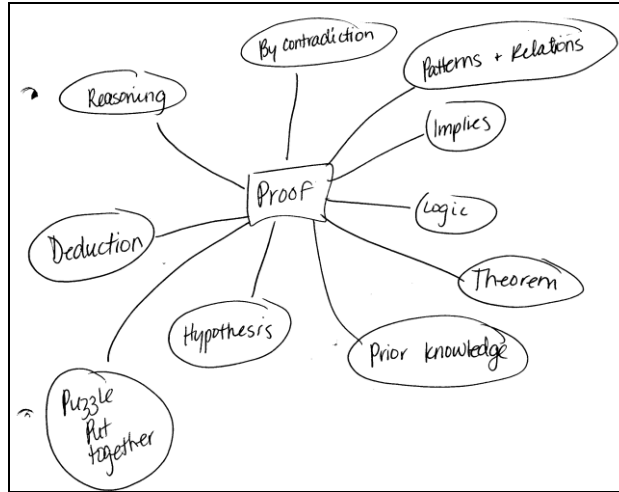 By contradiction
Patterns + Relations
Reasoning
Implies
Proof
Logic
Deduction
Theorem
Hypothesis
Prior knowledge
Puzzle
Put
together